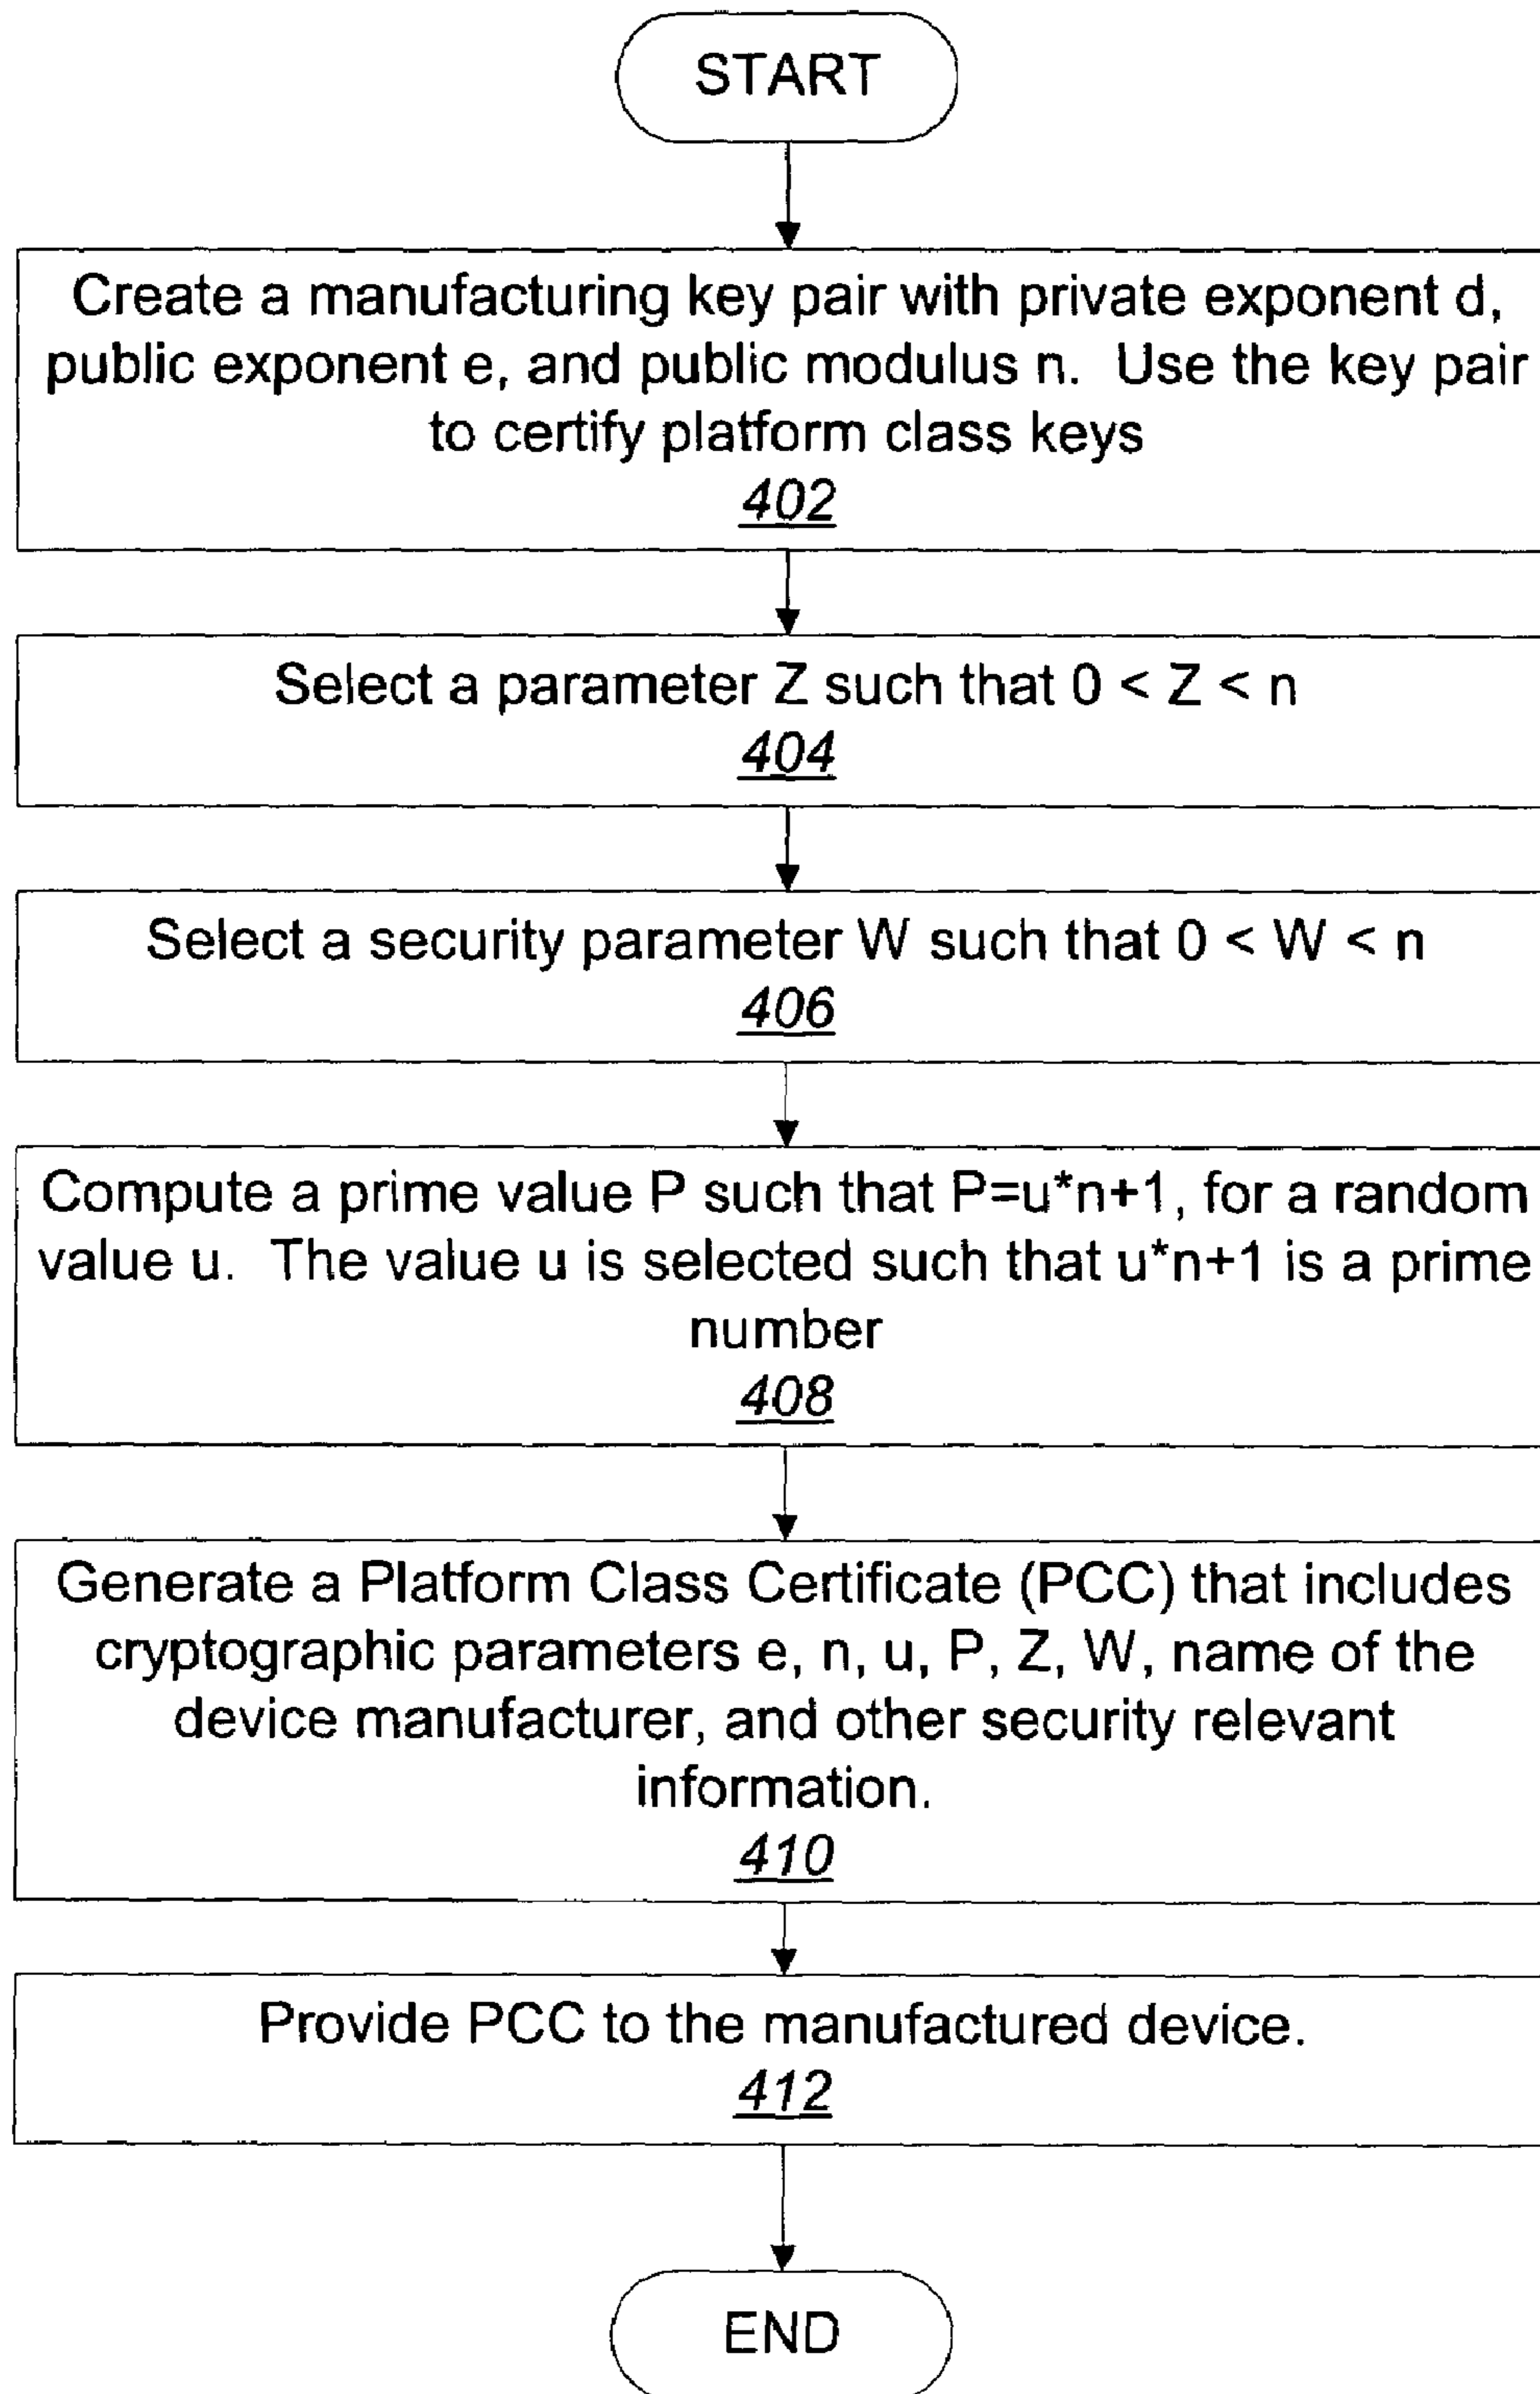 START
Create a manufacturing key pair with private exponent d,
public exponent e, and public modulus n.  Use the key pair
to certify platform class keys
402
Select a parameter Z such that 0 < Z < n
404
Select a security parameter W such that 0 < W < n
406
Compute a prime value P such that P=u*n+1, for a random
value u.  The value u is selected such that u*n+1 is a prime
number
408
Generate a Platform Class Certificate (PCC) that includes
cryptographic parameters e, n, u, P, Z, W, name of the
device manufacturer, and other security relevant
information.
410
Provide PCC to the manufactured device.
412
END